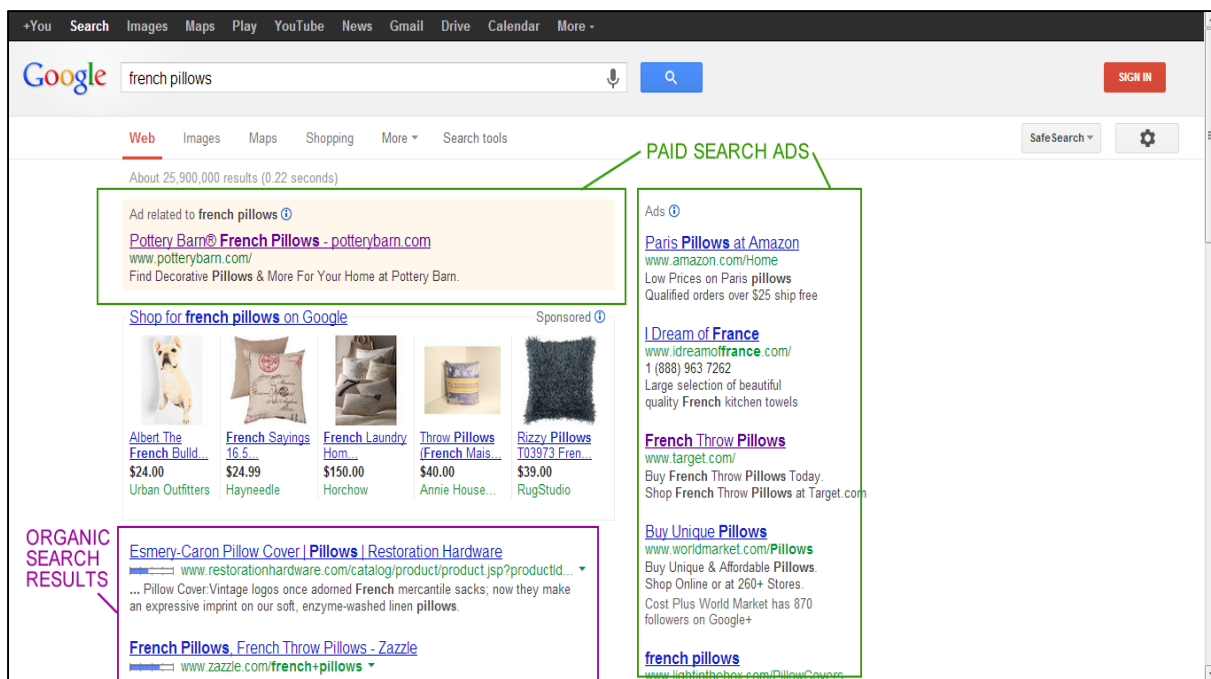 +You Search Images Maps Play YouTube News Gmail Drive Calendar More
Google french pillows SIGN IN
Web Images Maps Shopping More Search tools SafeSearch
PAID SEARCH ADS
About 25,900,000 results (0.22 seconds)
Ad related to french pillows
Pottery Barn® French Pillows - potterybarn.com
www.potterybarn.com/
Find Decorative Pillows & More For Your Home at Pottery Barn.
Shop for french pillows on Google Sponsored
Albert The French Bulld...
$24.00
Urban Outfitters
French Sayings 16.5...
$24.99
Hayneedle
French Laundry Hom...
$150.00
Horchow
Throw Pillows (French Mais...
$40.00
Annie House...
Rizzy Pillows T03973 Fren...
$39.00
RugStudio
ORGANIC
SEARCH
RESULTS
Esmery-Caron Pillow Cover | Pillows | Restoration Hardware
www.restorationhardware.com/catalog/product/product.jsp?productId...
... Pillow Cover:Vintage logos once adorned French mercantile sacks; now they make
an expressive imprint on our soft, enzyme-washed linen pillows.
French Pillows, French Throw Pillows - Zazzle
www.zazzle.com/french+pillows
Ads
Paris Pillows at Amazon
www.amazon.com/Home
Low Prices on Paris pillows
Qualified orders over $25 ship free
I Dream of France
www.idreamoffrance.com/
1 (888) 963 7262
Large selection of beautiful
quality French kitchen towels
French Throw Pillows
www.target.com/
Buy French Throw Pillows Today.
Shop French Throw Pillows at Target.com
Buy Unique Pillows
www.worldmarket.com/Pillows
Buy Unique & Affordable Pillows.
Shop Online or at 260+ Stores.
Cost Plus World Market has 870
followers on Google+
french pillows
www.lightinthebox.com/PillowCovers